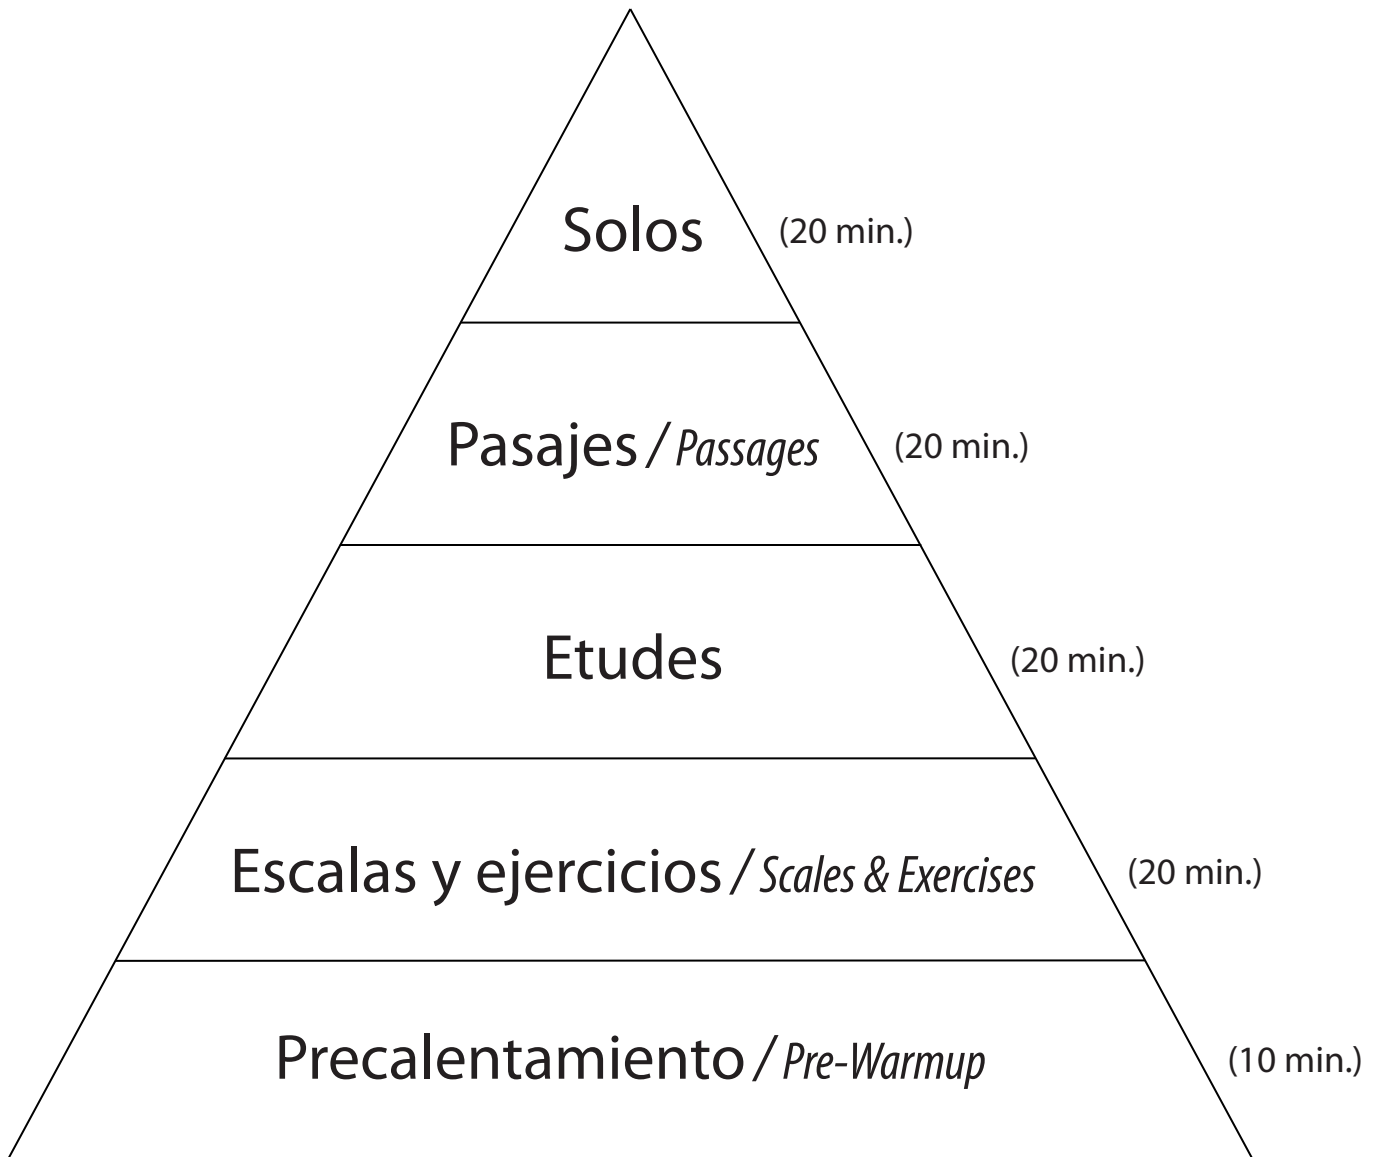 Solos (20 min.)
Pasajes / Passages (20 min.)
Etudes (20 min.)
Escalas y ejercicios / Scales & Exercises (20 min.)
Precalentamiento / Pre-Warmup (10 min.)